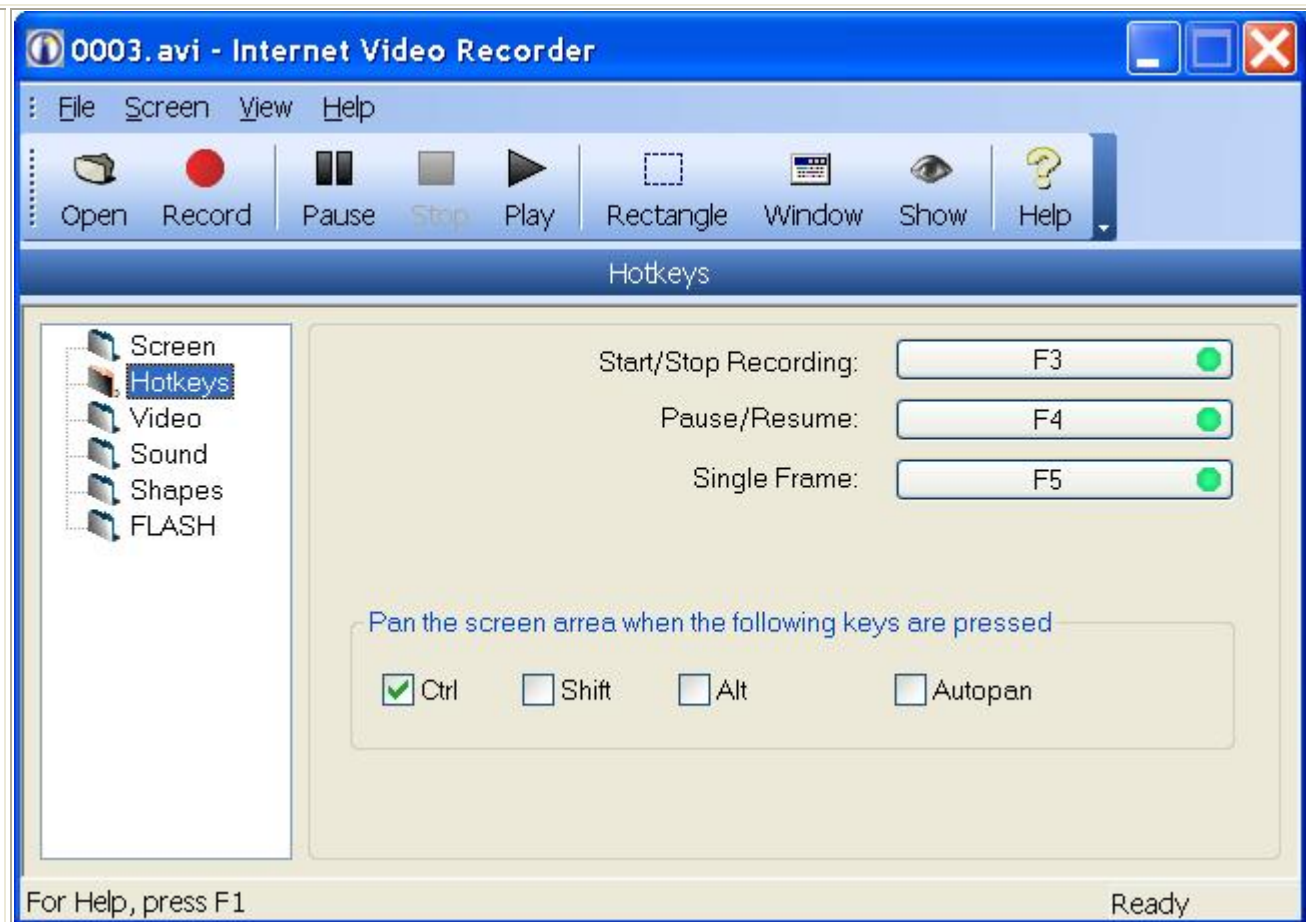 0003.avi - Internet Video Recorder
File Screen View Help
Open Record Pause Stop Play Rectangle Window Show Help
Hotkeys
Screen
Hotkeys
Video
Sound
Shapes
FLASH
Start/Stop Recording: F3
Pause/Resume: F4
Single Frame: F5
Pan the screen arrea when the following keys are pressed
Ctrl Shift Alt Autopan
For Help, press F1 Ready